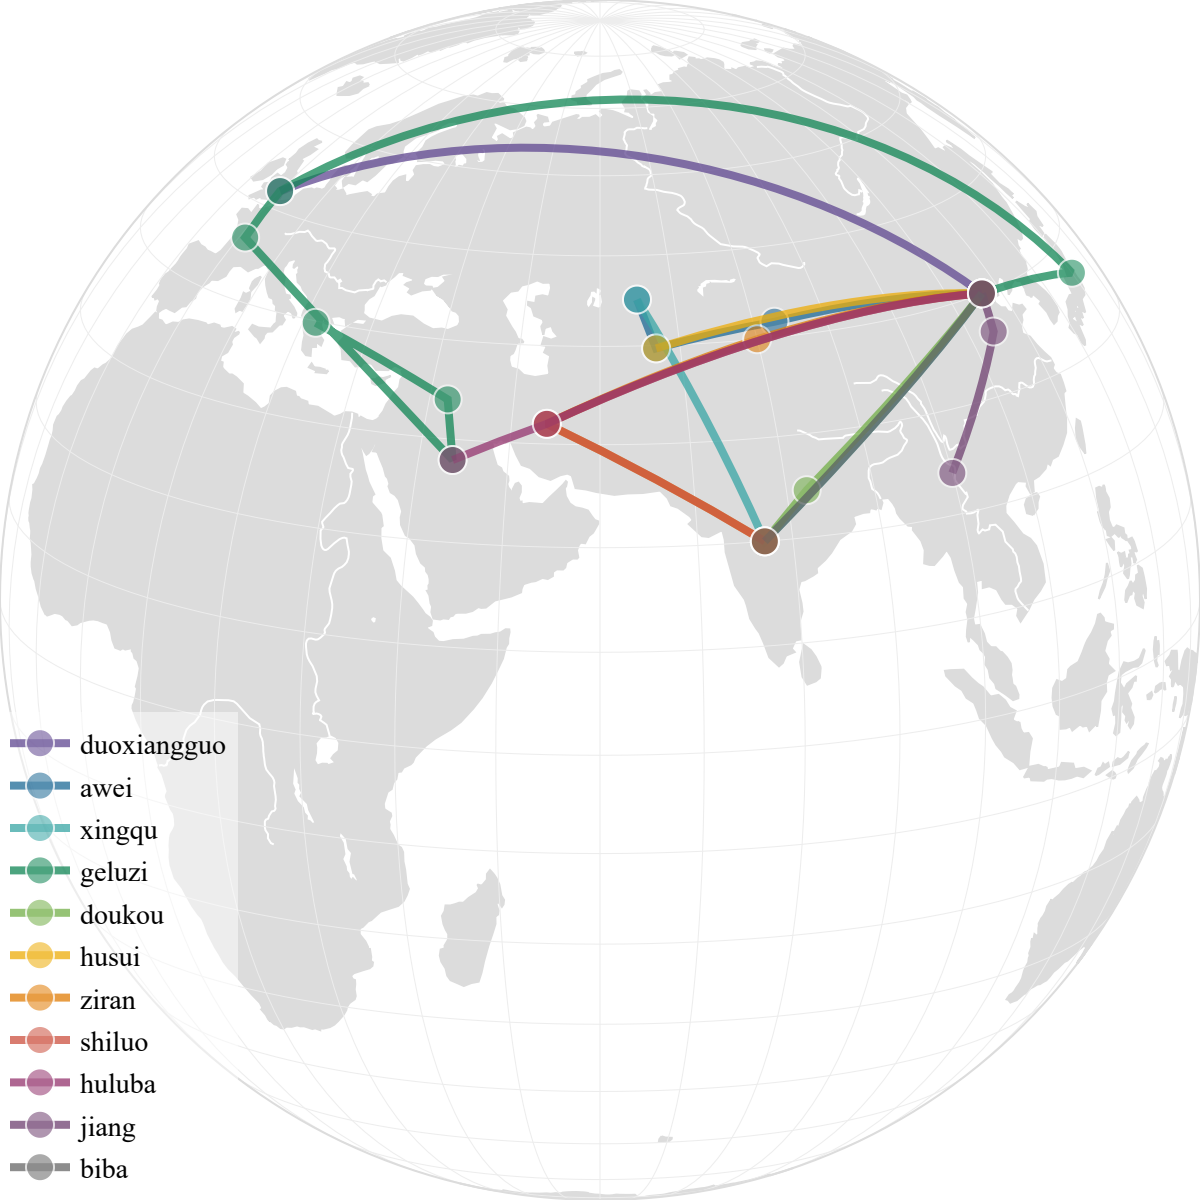 duoxiangguo
awei
xingqu
geluzi
doukou
husui
ziran
shiluo
huluba
jiang
biba